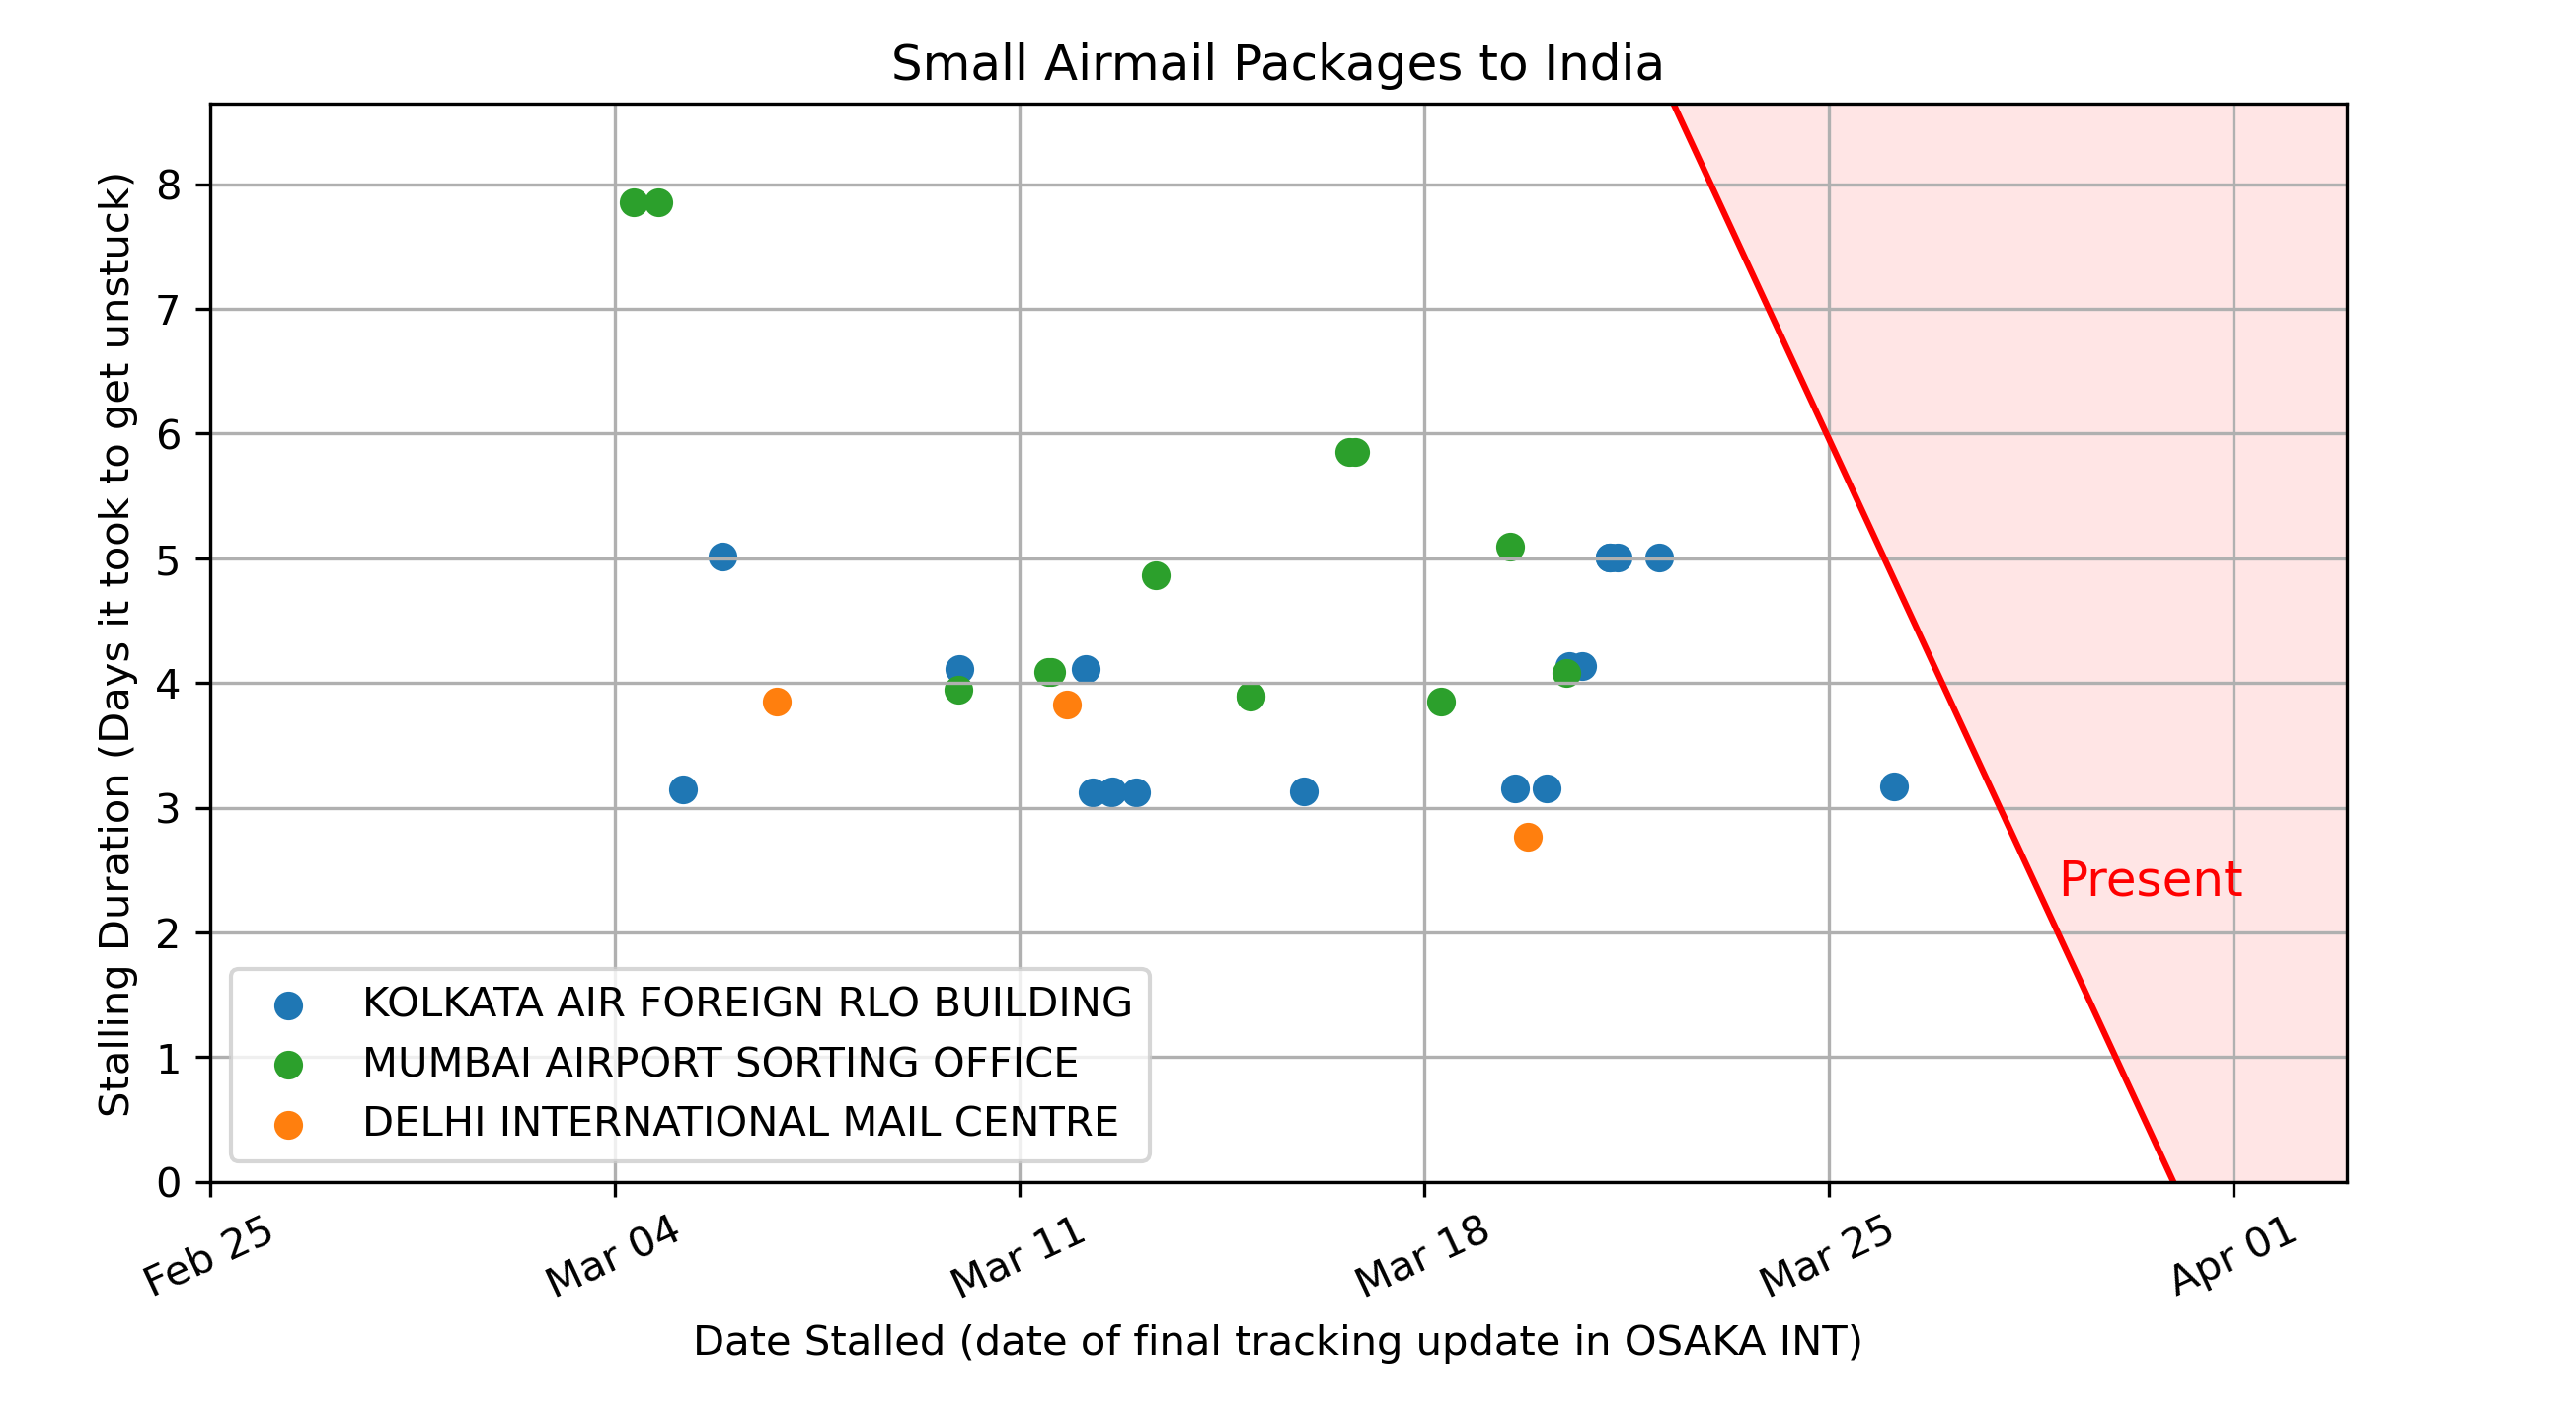 Small Airmail Packages to India
Stalling Duration (Days it took to get unstuck)
8
7
6
5
4
3
2
1
0
Present
KOLKATA AIR FOREIGN RLO BUILDING
MUMBAI AIRPORT SORTING OFFICE
DELHI INTERNATIONAL MAIL CENTRE
Feb 25
Mar 04
Mar 11
Mar 18
Mar 25
Apr 01
Date Stalled (date of final tracking update in OSAKA INT)